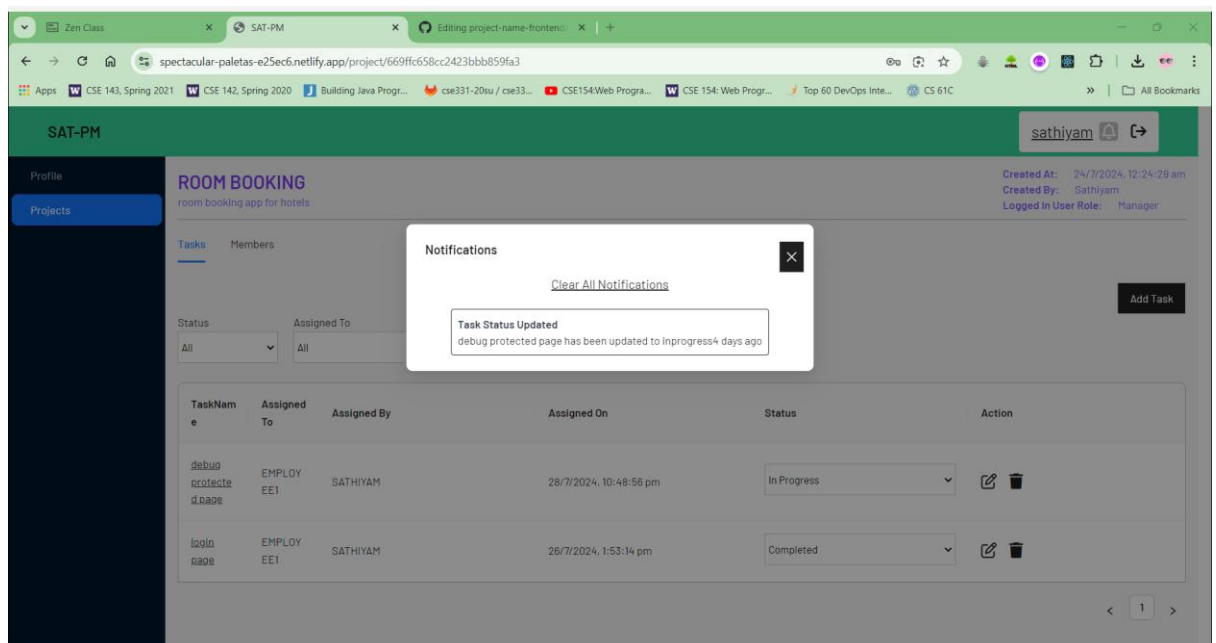 Zen Class
SAT-PM
Editing project-name-frontend
spectacular-paletas-e25ec6.netlify.app/project/669ffc658cc2423bbb859fa3
Apps CSE 143, Spring 2021 CSE 142, Spring 2020 Building Java Progr... cse331-20su / cse33... CSE154:Web Progra... CSE 154: Web Progr... Top 60 DevOps Inte... CS 61C All Bookmarks
SAT-PM
sathiyam
Profile
Projects
ROOM BOOKING
room booking app for hotels
Created At: 24/7/2024, 12:24:29 am
Created By: Sathiyam
Logged In User Role: Manager
Tasks Members
Notifications
Clear All Notifications
Task Status Updated
debug protected page has been updated to inprogress4 days ago
Add Task
Status Assigned To
All All
TaskNam
e
Assigned
To
Assigned By
Assigned On
Status
Action
debug
protecte
d page
EMPLOY
EE1
SATHIYAM
28/7/2024, 10:48:56 pm
In Progress
login
page
EMPLOY
EE1
SATHIYAM
26/7/2024, 1:53:14 pm
Completed
1